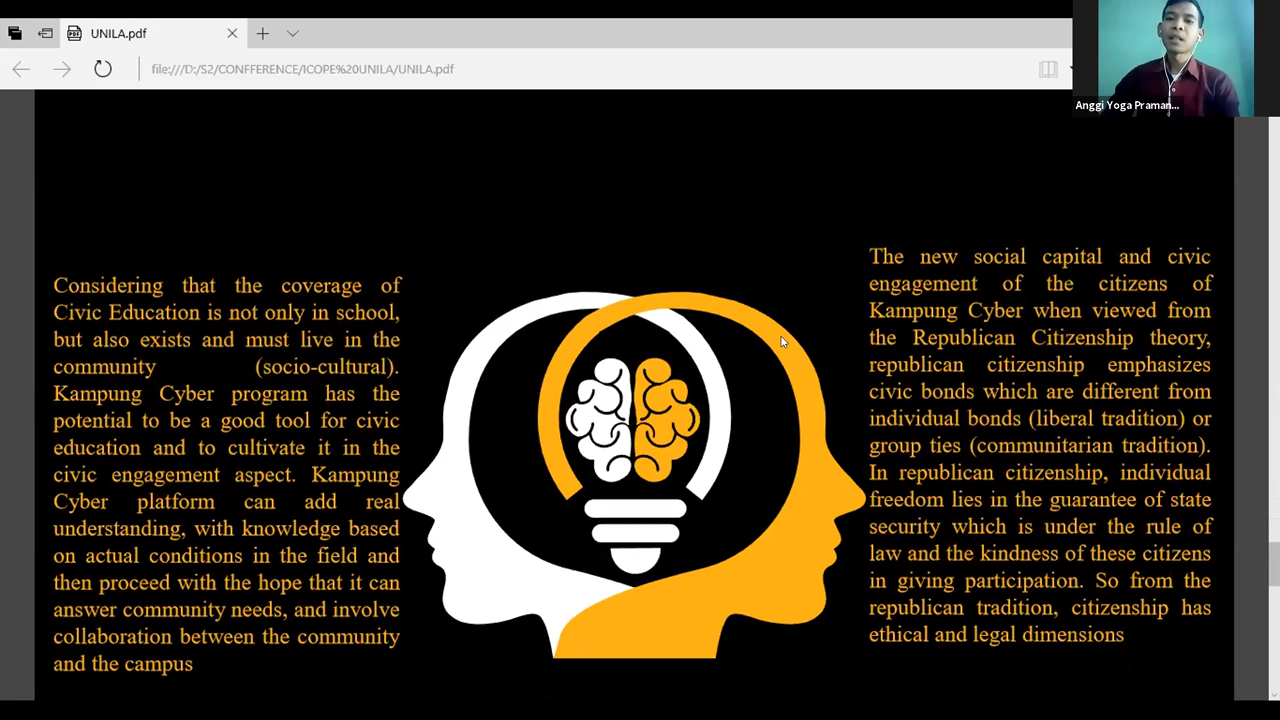 UNILA.pdf
file:///D:/S2/CONFFERENCE/ICOPE%20UNILA/UNILA.pdf
Anggi Yoga Praman...
Considering that the coverage of
Civic Education is not only in school,
but also exists and must live in the
community (socio-cultural).
Kampung Cyber program has the
potential to be a good tool for civic
education and to cultivate it in the
civic engagement aspect. Kampung
Cyber platform can add real
understanding, with knowledge based
on actual conditions in the field and
then proceed with the hope that it can
answer community needs, and involve
collaboration between the community
and the campus
The new social capital and civic
engagement of the citizens of
Kampung Cyber when viewed from
the Republican Citizenship theory,
republican citizenship emphasizes
civic bonds which are different from
individual bonds (liberal tradition) or
group ties (communitarian tradition).
In republican citizenship, individual
freedom lies in the guarantee of state
security which is under the rule of
law and the kindness of these citizens
in giving participation. So from the
republican tradition, citizenship has
ethical and legal dimensions